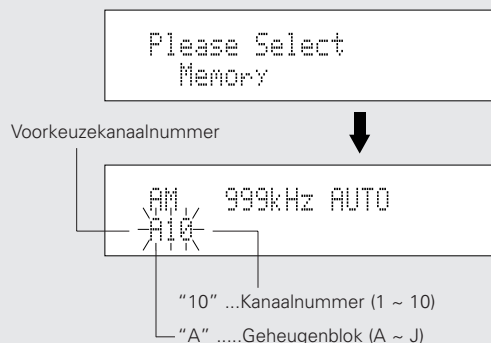 Please Select
Memory
Voorkeuzekanaalnummer
AM 999kHz AUTO
A10
"10" ...Kanaalnummer (1 ~ 10)
"A" .....Geheugenblok (A ~ J)